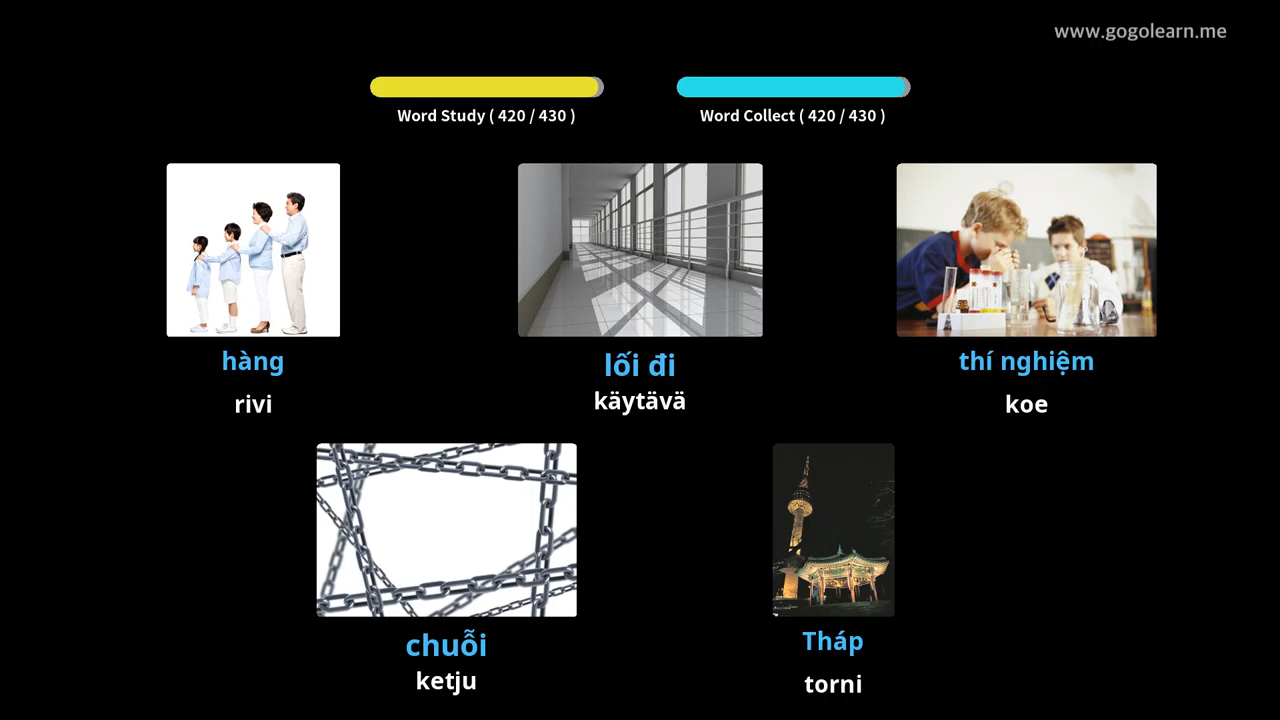 www.gogolearn.me
Word Study ( 420 / 430 )
Word Collect ( 420 / 430 )
hàng
rivi
lối đi
käytävä
thí nghiệm
koe
chuỗi
ketju
Tháp
torni